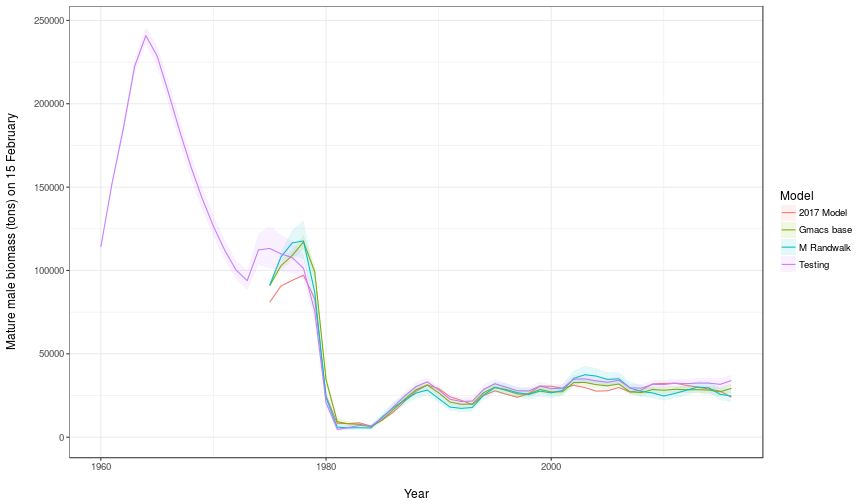 Mature male biomass (tons) on 15 February
250000
200000
150000
100000
50000
0
1960
1980
2000
Year
Model
2017 Model
Gmacs base
M Randwalk
Testing